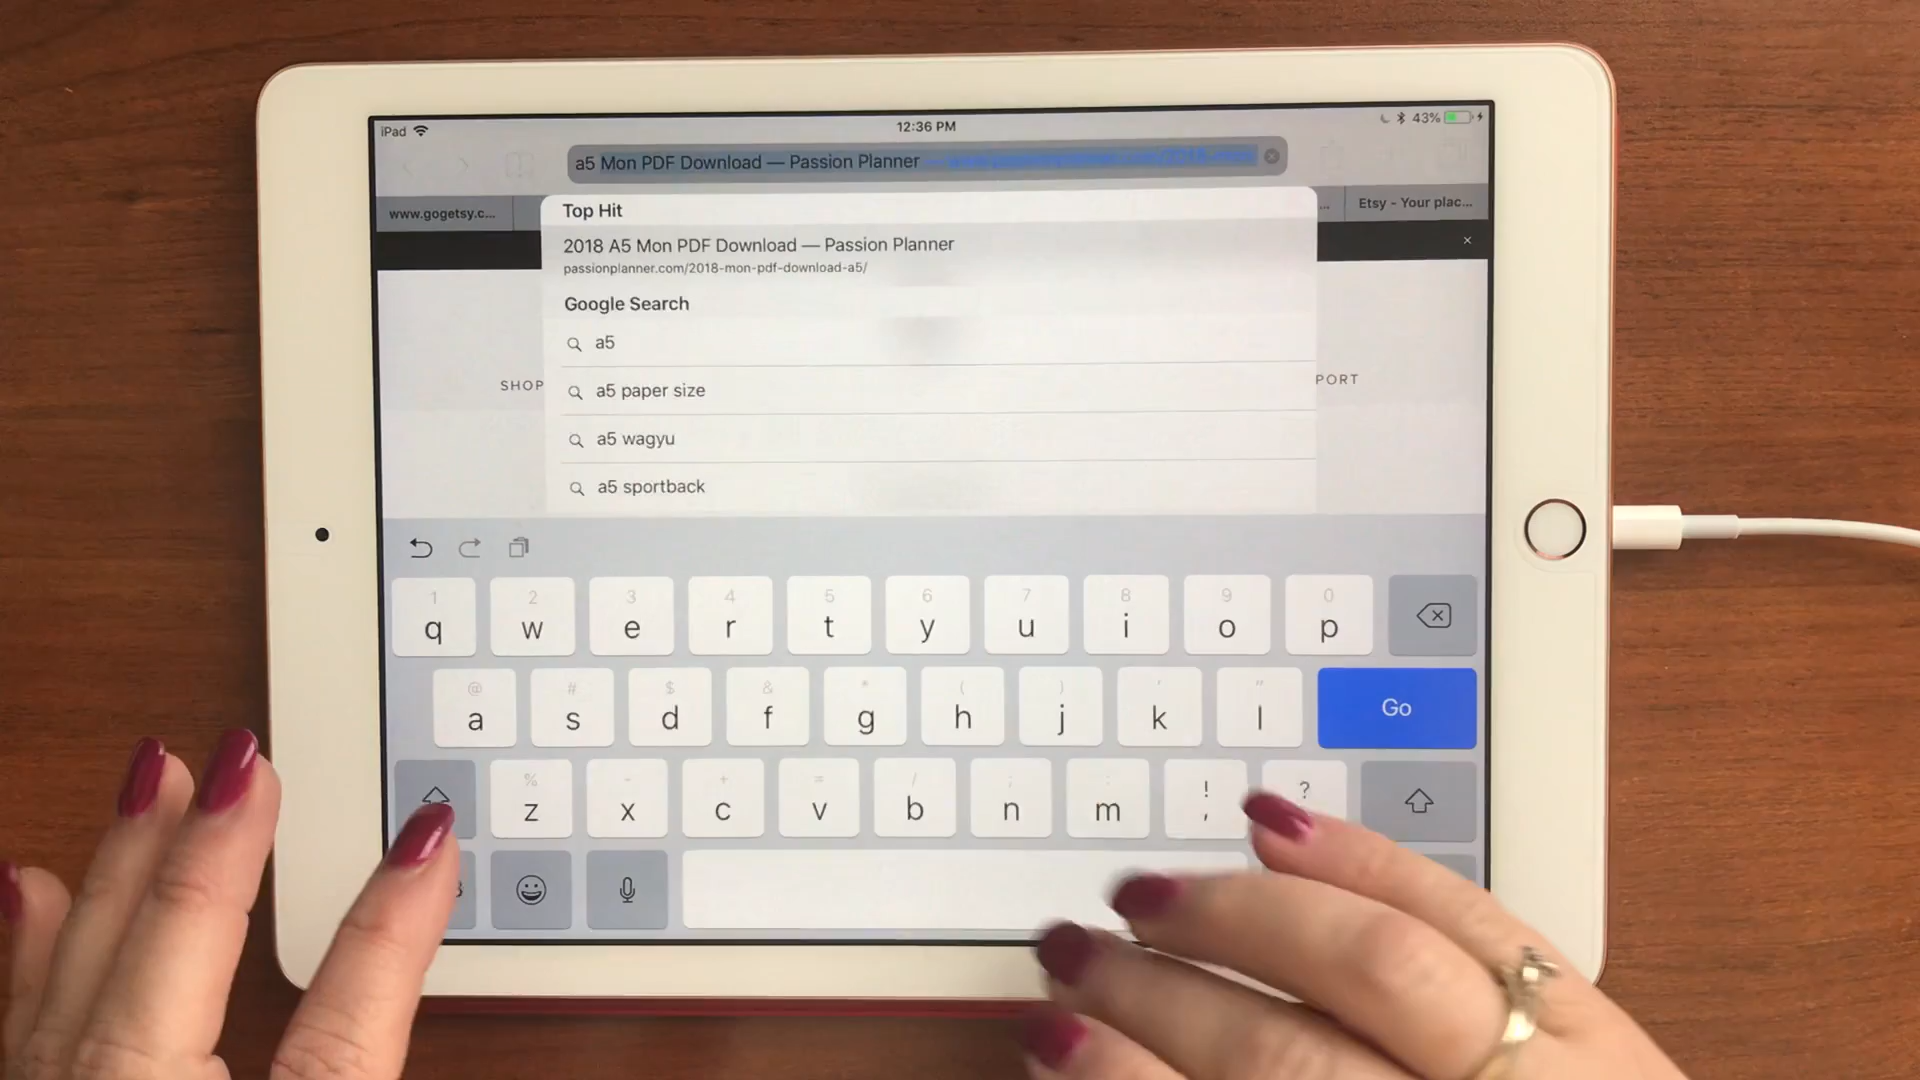 iPad
12:36 PM
43%
a5 Mon PDF Download — Passion Planner
www.gogetsy.c...
...
Etsy - Your plac...
Top Hit
2018 A5 Mon PDF Download — Passion Planner
passionplanner.com/2018-mon-pdf-download-a5/
Google Search
a5
SHOP
PORT
a5 paper size
a5 wagyu
a5 sportback
1 2 3 4 5 6 7 8 9 0
q w e r t y u i o p
@ # $ & * ( ) ' "
a s d f g h j k l Go
% - + = / ; : ! ?
z x c v b n m ,